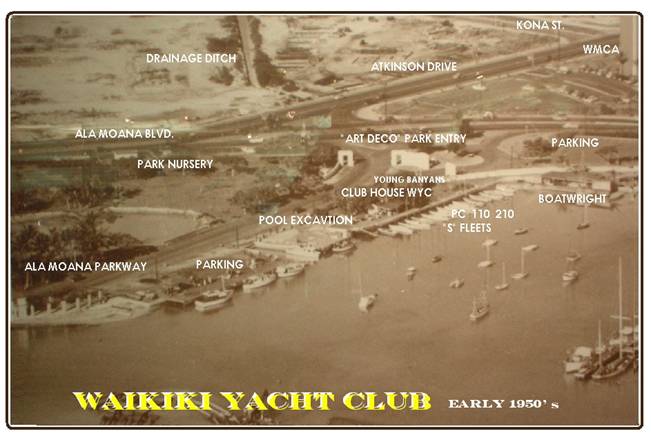 KONA ST.
WMCA
DRAINAGE DITCH
ATKINSON DRIVE
ALA MOANA BLVD.
"ART DECO" PARK ENTRY
PARKING
PARK NURSERY
YOUNG BANYANS
CLUB HOUSE WYC
BOATWRIGHT
POOL EXCAVTION
PC 110 210
"S" FLEETS
ALA MOANA PARKWAY
PARKING
WAIKIKI YACHT CLUB EARLY 1950's